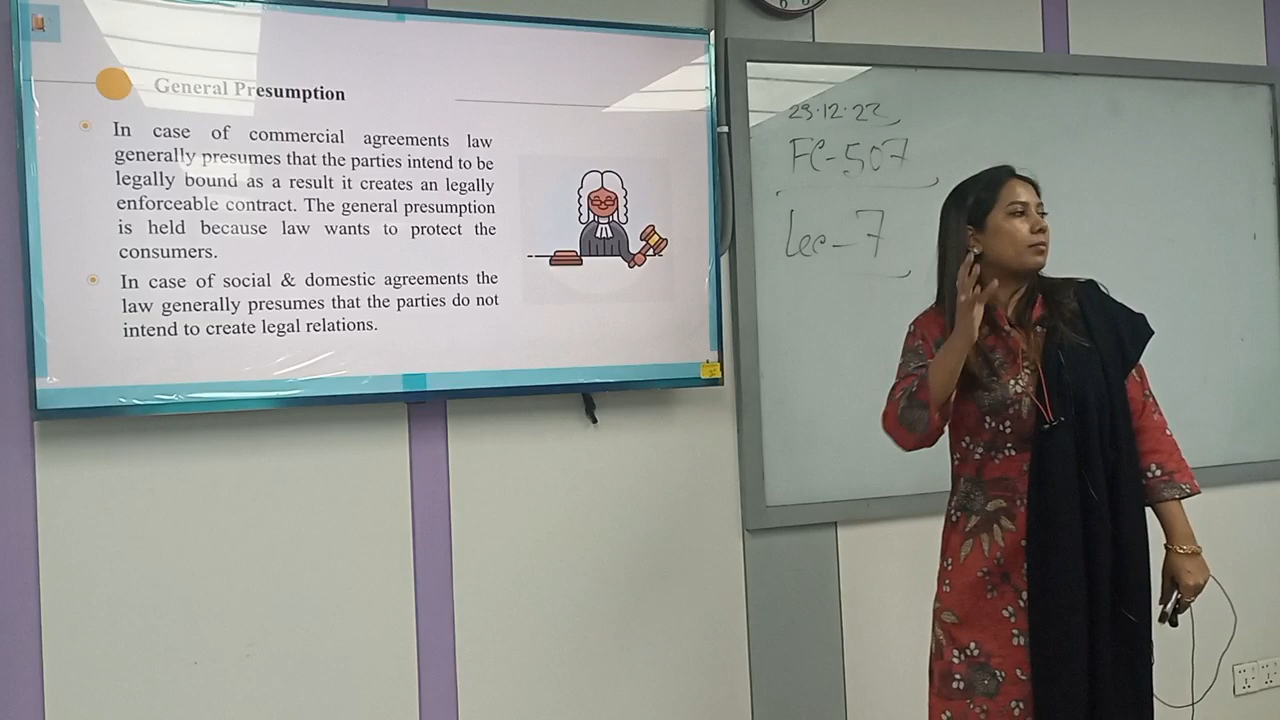 General Presumption
In case of commercial agreements law
generally presumes that the parties intend to be
legally bound as a result it creates an legally
enforceable contract. The general presumption
is held because law wants to protect the
consumers.
In case of social & domestic agreements the
law generally presumes that the parties do not
intend to create legal relations.
FC-507
Lec-7